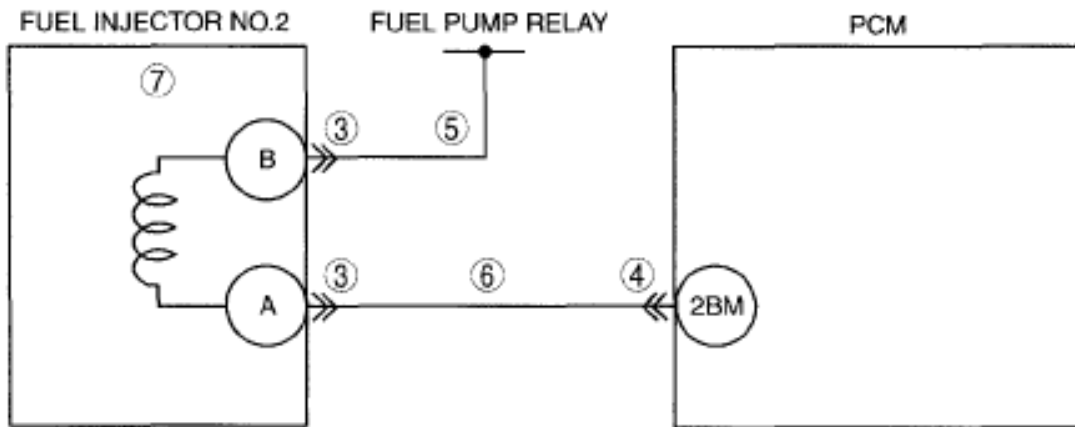 FUEL INJECTOR NO.2
FUEL PUMP RELAY
PCM
⑦
B
③
⑤
A
③
⑥
④
2BM